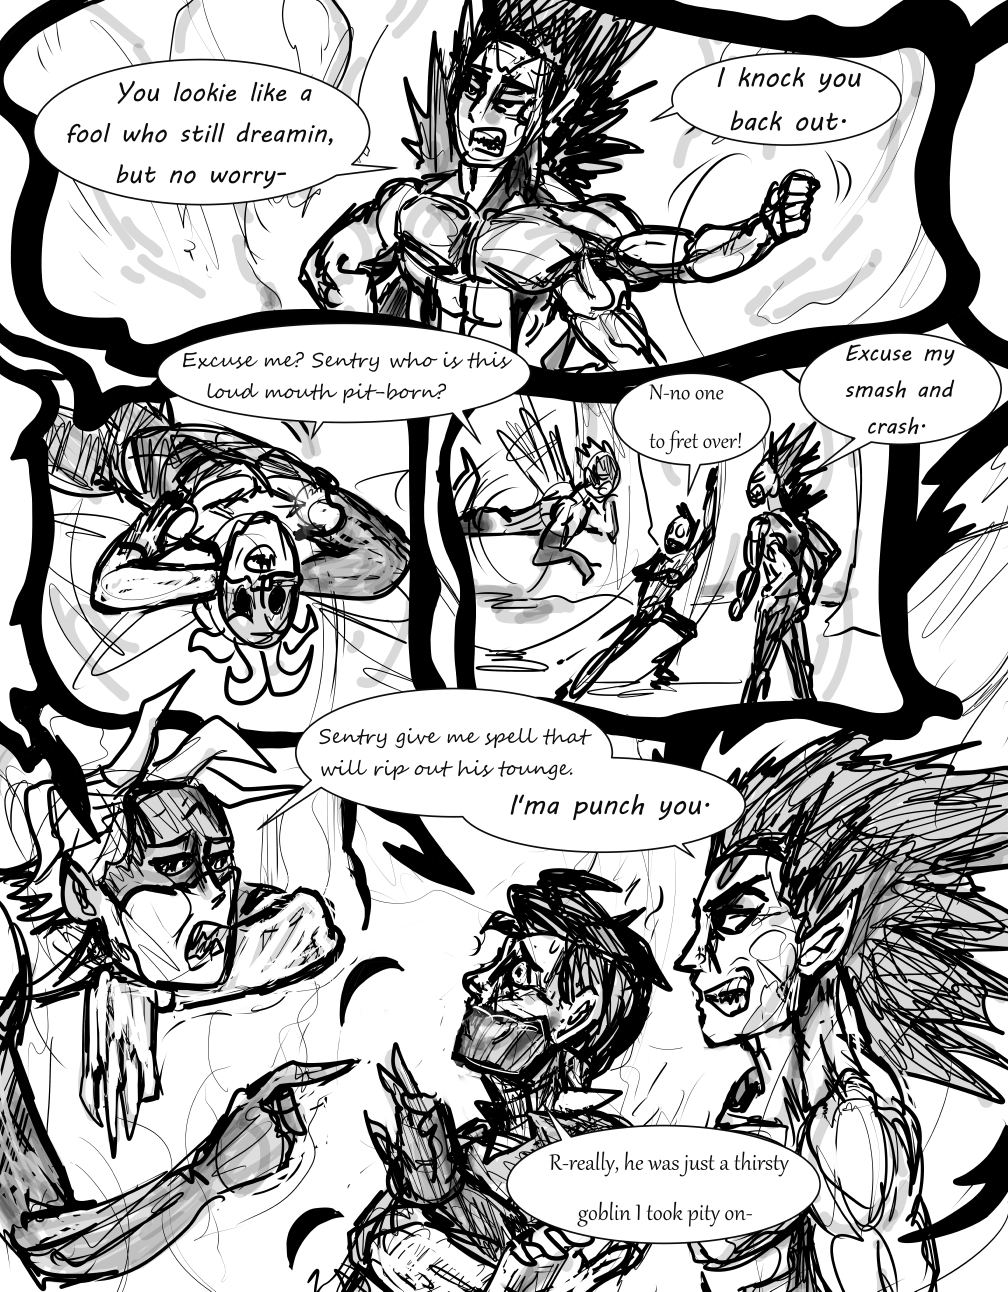 You lookie like a
fool who still dreamin,
but no worry-
I knock you
back out.
Excuse me? Sentry who is this
loud mouth pit-born?
N-no one
to fret over!
Excuse my
smash and
crash.
Sentry give me spell that
will rip out his tounge.
I'ma punch you.
R-really, he was just a thirsty
goblin I took pity on-